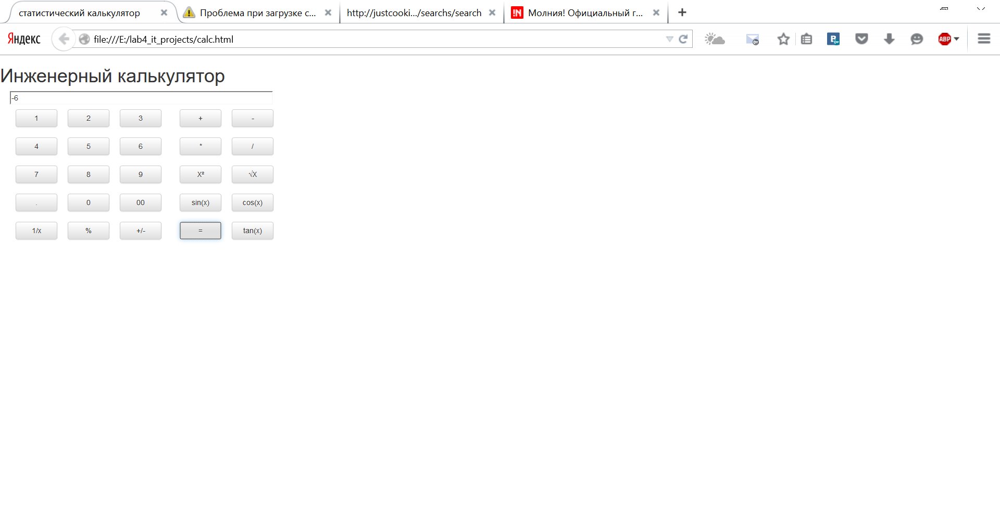 статистический калькулятор
Проблема при загрузке с...
http://justcooki.../searchs/search
!N Молния! Официальный г...
Яндекс
file:///E:/lab4_it_projects/calc.html
ABP
Инженерный калькулятор
-6
1 2 3 + -
4 5 6 * /
7 8 9 X² √X
. 0 00 sin(x) cos(x)
1/x % +/- = tan(x)